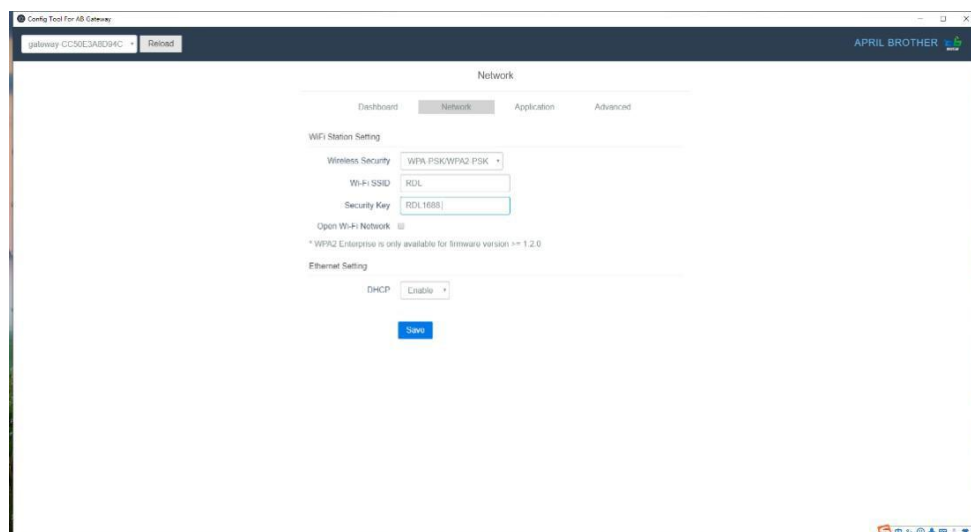 Config Tool For AB Gateway
gateway-CC50E3A8D94C Reload APRIL BROTHER
Network
Dashboard Network Application Advanced
WiFi Station Setting
Wireless Security WPA-PSK/WPA2-PSK
Wi-Fi SSID RDL
Security Key RDL1688
Open Wi-Fi Network
* WPA2 Enterprise is only available for firmware version >= 1.2.0
Ethernet Setting
DHCP Enable
Save